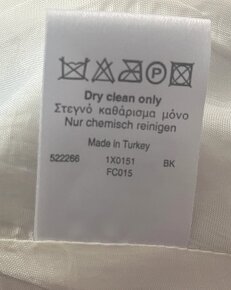 Dry clean only
Στεγνό καθάρισμα μόνο
Nur chemisch reinigen
Made in Turkey
522266 1X0151 BK
FC015